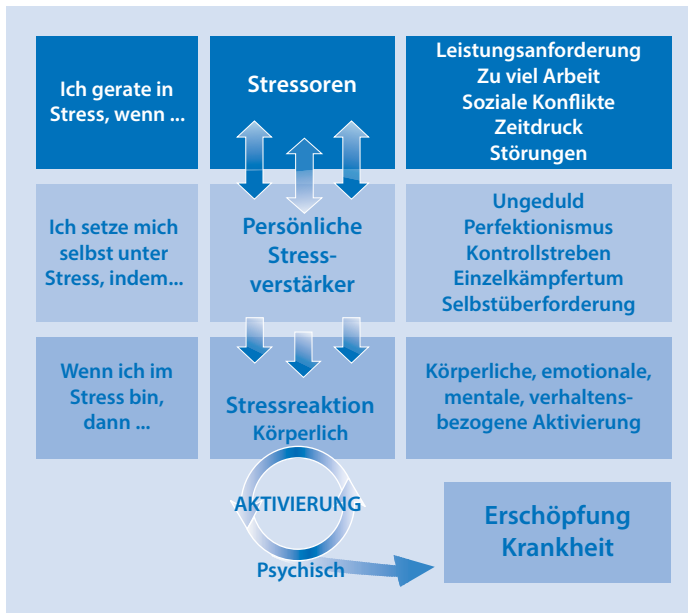 Ich gerate in
Stress, wenn ...
Stressoren
Leistungsanforderung
Zu viel Arbeit
Soziale Konflikte
Zeitdruck
Störungen
Ich setze mich
selbst unter
Stress, indem...
Persönliche
Stress-
verstärker
Ungeduld
Perfektionismus
Kontrollstreben
Einzelkämpfertum
Selbstüberforderung
Wenn ich im
Stress bin,
dann ...
Stressreaktion
Körperlich
Körperliche, emotionale,
mentale, verhaltens-
bezogene Aktivierung
AKTIVIERUNG
Psychisch
Erschöpfung
Krankheit